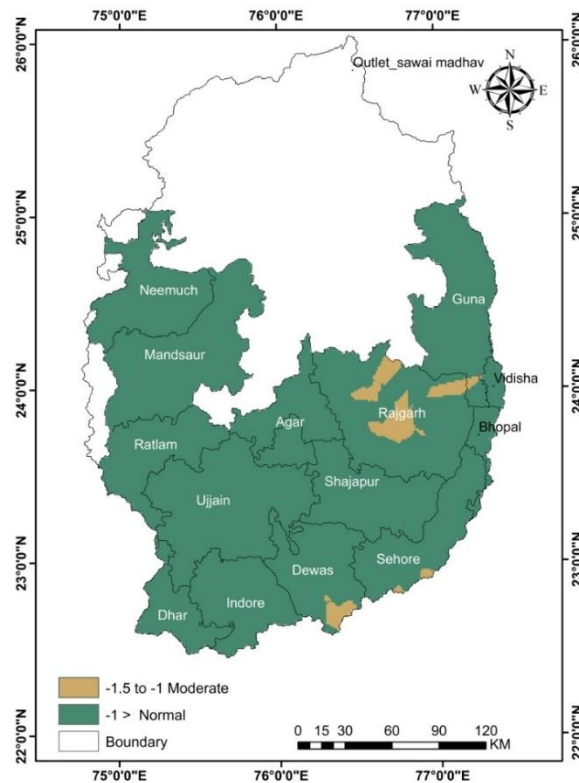 75°0'0"N
76°0'0"N
77°0'0"N
26°0'0"N
25°0'0"N
24°0'0"N
23°0'0"N
22°0'0"N
Outlet_sawai madhav
N
W
E
S
Neemuch
Guna
Mandsaur
Vidisha
Agar
Rajgarh
Bhopal
Ratlam
Ujjain
Shajapur
Sehore
Dewas
Dhar
Indore
-1.5 to -1 Moderate
-1 > Normal
Boundary
0 15 30 60 90 120
KM
26°0'0"N
25°0'0"N
24°0'0"N
23°0'0"N
22°0'0"N
75°0'0"N
76°0'0"N
77°0'0"N